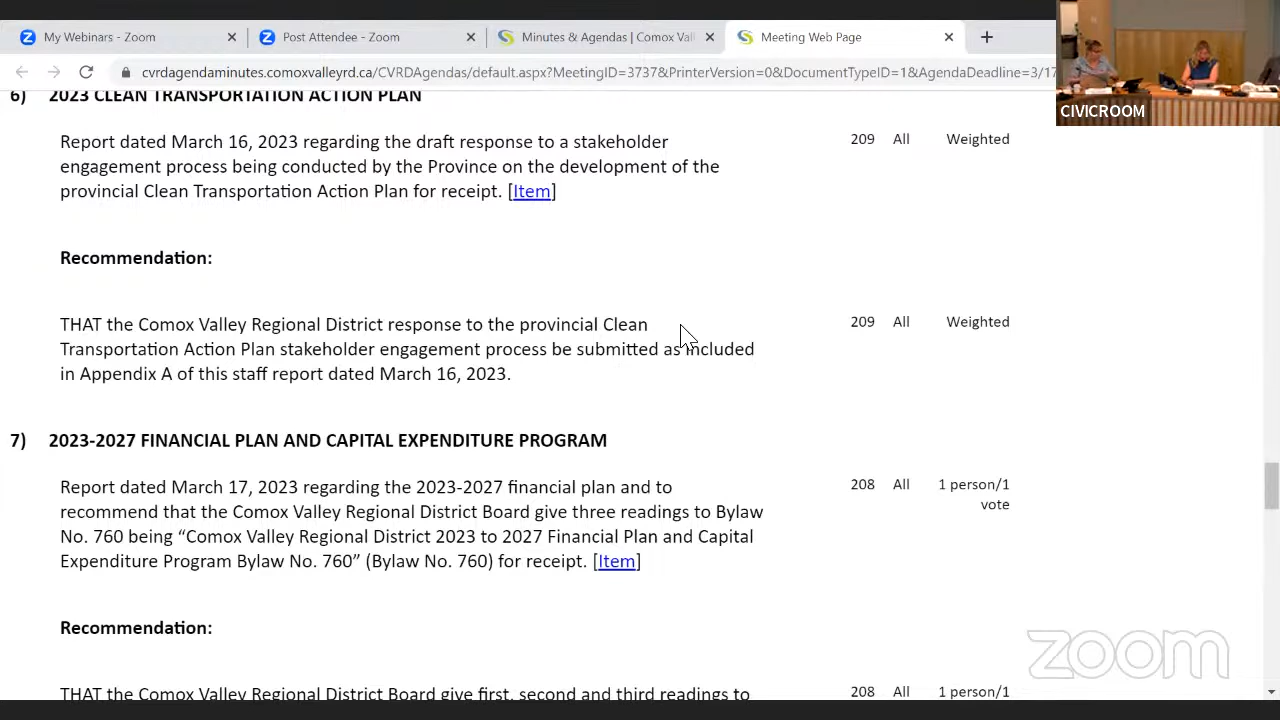 My Webinars - Zoom
Post Attendee - Zoom
Minutes & Agendas | Comox Vall
Meeting Web Page
cvrdagendaminutes.comoxvalleyrd.ca/CVRDAgendas/default.aspx?MeetingID=3737&PrinterVersion=0&DocumentTypeID=1&AgendaDeadline=3/17
CIVICROOM
6) 2023 CLEAN TRANSPORTATION ACTION PLAN
Report dated March 16, 2023 regarding the draft response to a stakeholder 209 All Weighted
engagement process being conducted by the Province on the development of the
provincial Clean Transportation Action Plan for receipt. [Item]
Recommendation:
THAT the Comox Valley Regional District response to the provincial Clean 209 All Weighted
Transportation Action Plan stakeholder engagement process be submitted as included
in Appendix A of this staff report dated March 16, 2023.
7) 2023-2027 FINANCIAL PLAN AND CAPITAL EXPENDITURE PROGRAM
Report dated March 17, 2023 regarding the 2023-2027 financial plan and to 208 All 1 person/1
recommend that the Comox Valley Regional District Board give three readings to Bylaw vote
No. 760 being “Comox Valley Regional District 2023 to 2027 Financial Plan and Capital
Expenditure Program Bylaw No. 760” (Bylaw No. 760) for receipt. [Item]
Recommendation:
THAT the Comox Valley Regional District Board give first, second and third readings to 208 All 1 person/1
zoom